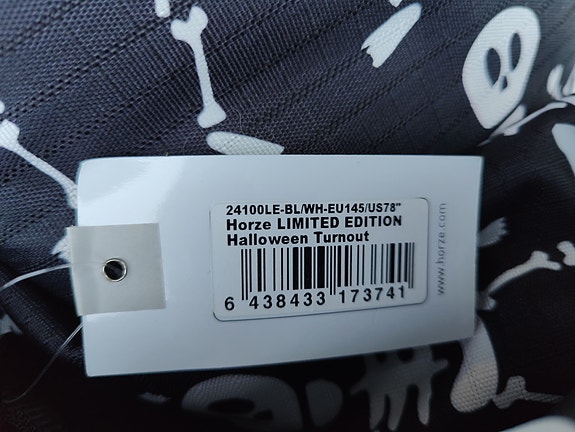 24100LE-BL/WH-EU145/US78"
Horze LIMITED EDITION
Halloween Turnout
6 438433 173741
www.horze.com